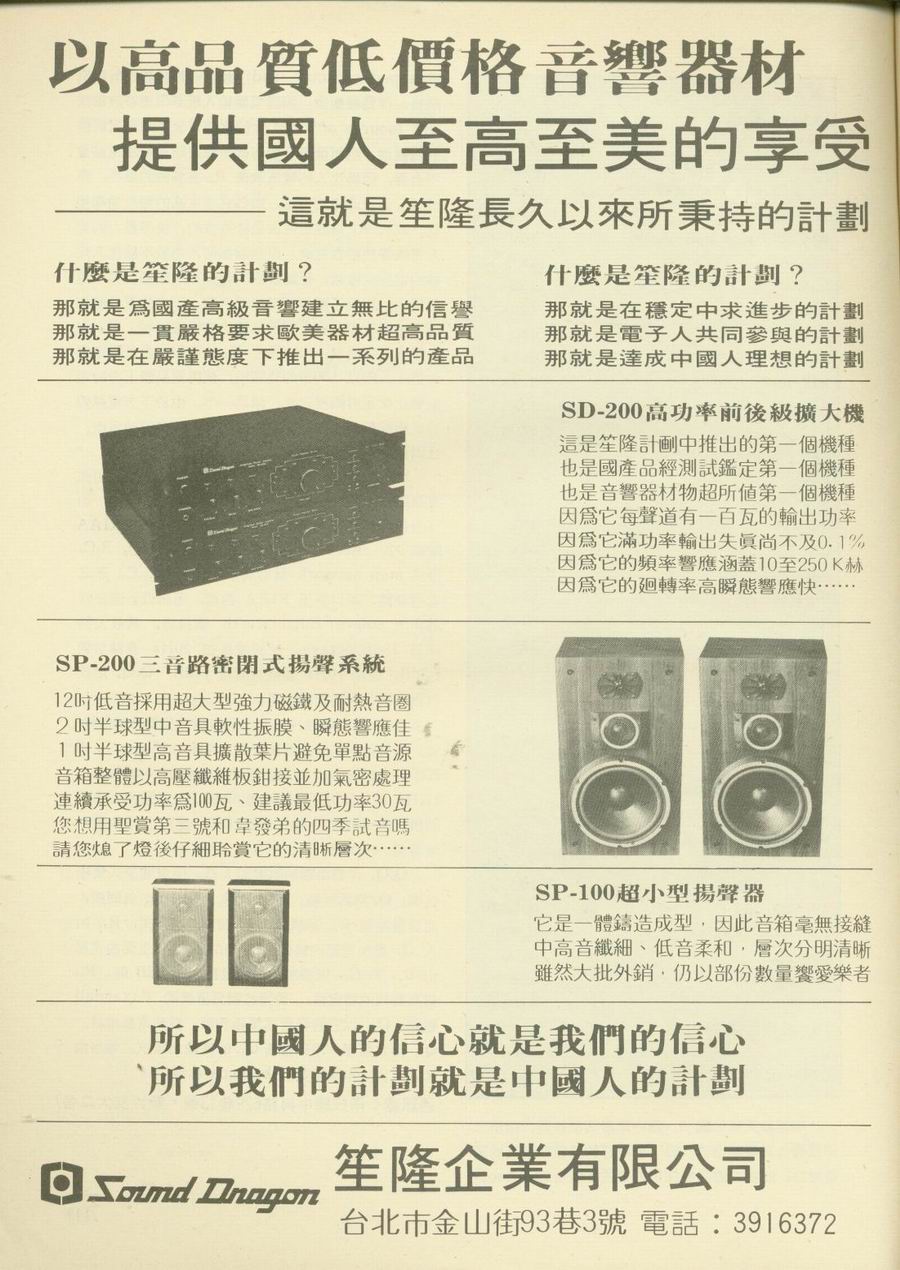 以高品質低價格音響器材
提供國人至高至美的享受
這就是笙隆長久以來所秉持的計劃
什麼是笙隆的計劃？
那就是爲國產高級音響建立無比的信譽
那就是一貫嚴格要求歐美器材超高品質
那就是在嚴謹態度下推出一系列的產品
什麼是笙隆的計劃？
那就是在穩定中求進步的計劃
那就是電子人共同參與的計劃
那就是達成中國人理想的計劃
Sound Dragon
Sound Dragon
SD-200高功率前後級擴大機
這是笙隆計劃中推出的第一個機種
也是國產品經測試鑑定第一個機種
也是音響器材物超所値第一個機種
因爲它每聲道有一百瓦的輸出功率
因爲它滿功率輸出失眞尚不及0.1%
因爲它的頻率響應涵蓋10至250K赫
因爲它的廻轉率高瞬態響應快……
SP-200三音路密閉式揚聲系統
12吋低音採用超大型強力磁鐵及耐熱音圈
2吋半球型中音具軟性振膜、瞬態響應佳
1吋半球型高音具擴散葉片避免單點音源
音箱整體以高壓纖維板鉗接並加氣密處理
連續承受功率爲100瓦、建議最低功率30瓦
您想用聖賞第三號和韋發弟的四季試音嗎
請您熄了燈後仔細聆賞它的清晰層次……
SP-100超小型揚聲器
它是一體鑄造成型，因此音箱毫無接縫
中高音纖細、低音柔和，層次分明清晰
雖然大批外銷，仍以部份數量饗愛樂者
所以中國人的信心就是我們的信心
所以我們的計劃就是中國人的計劃
Sound Dragon
笙隆企業有限公司
台北市金山街93巷3號 電話：3916372